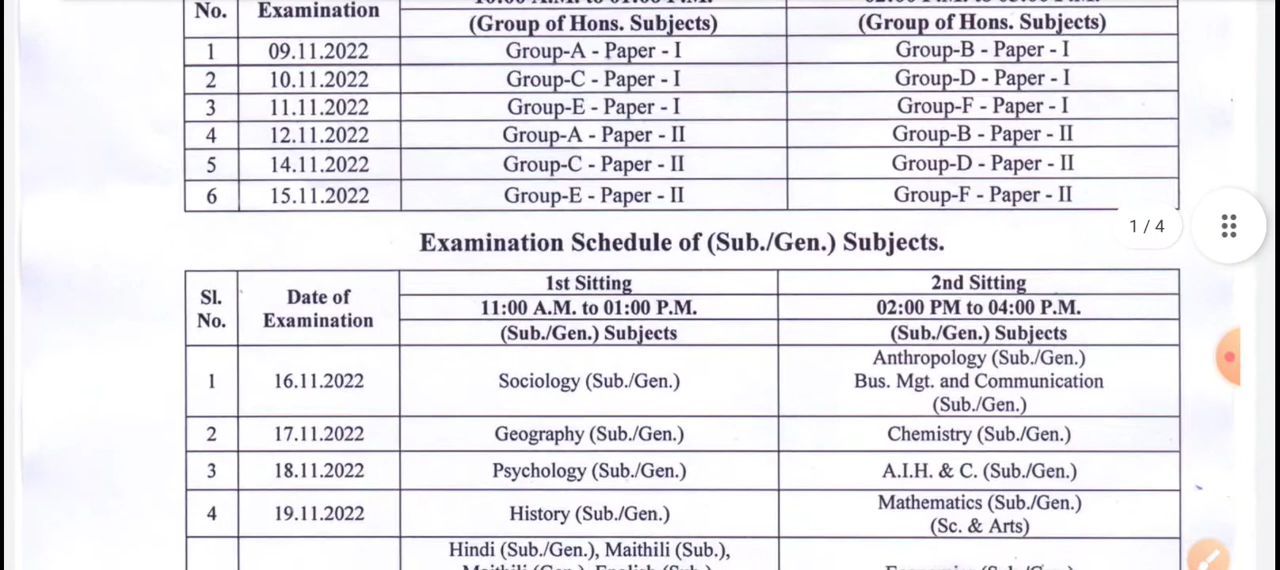 No. Examination
(Group of Hons. Subjects) (Group of Hons. Subjects)
1 09.11.2022 Group-A - Paper - I Group-B - Paper - I
2 10.11.2022 Group-C - Paper - I Group-D - Paper - I
3 11.11.2022 Group-E - Paper - I Group-F - Paper - I
4 12.11.2022 Group-A - Paper - II Group-B - Paper - II
5 14.11.2022 Group-C - Paper - II Group-D - Paper - II
6 15.11.2022 Group-E - Paper - II Group-F - Paper - II
1 / 4
Examination Schedule of (Sub./Gen.) Subjects.
Sl. No.
Date of Examination
1st Sitting 2nd Sitting
11:00 A.M. to 01:00 P.M. 02:00 PM to 04:00 P.M.
(Sub./Gen.) Subjects (Sub./Gen.) Subjects
1 16.11.2022 Sociology (Sub./Gen.) Anthropology (Sub./Gen.)
Bus. Mgt. and Communication
(Sub./Gen.)
2 17.11.2022 Geography (Sub./Gen.) Chemistry (Sub./Gen.)
3 18.11.2022 Psychology (Sub./Gen.) A.I.H. & C. (Sub./Gen.)
4 19.11.2022 History (Sub./Gen.) Mathematics (Sub./Gen.)
(Sc. & Arts)
Hindi (Sub./Gen.), Maithili (Sub.),